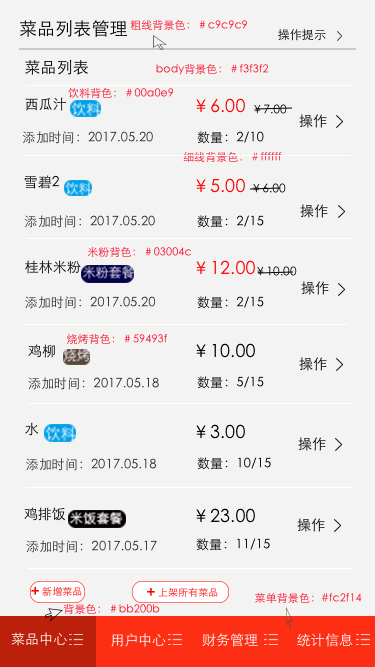 菜品列表管理 粗线背景色：＃c9c9c9
操作提示
菜品列表 body背景色：＃f3f3f2
饮料背色：＃00a0e9
西瓜汁 饮料 ¥6.00 ¥7.00 操作
添加时间：2017.05.20 数量：2/10
细线背景色：＃ffffff
雪碧2 饮料 ¥5.00 ¥6.00 操作
添加时间：2017.05.20 数量：2/15
米粉背色：＃03004c
桂林米粉 米粉套餐 ¥12.00 ¥10.00 操作
添加时间：2017.05.20 数量：2/15
烧烤背色：＃59493f
鸡柳 烧烤 ¥10.00 操作
添加时间：2017.05.18 数量：5/15
水 饮料 ¥3.00 操作
添加时间：2017.05.18 数量：10/15
鸡排饭 米饭套餐 ¥23.00 操作
添加时间：2017.05.17 数量：11/15
+新增菜品 +上架所有菜品
背景色：＃bb200b 菜单背景色：#fc2f14
菜品中心 用户中心 财务管理 统计信息